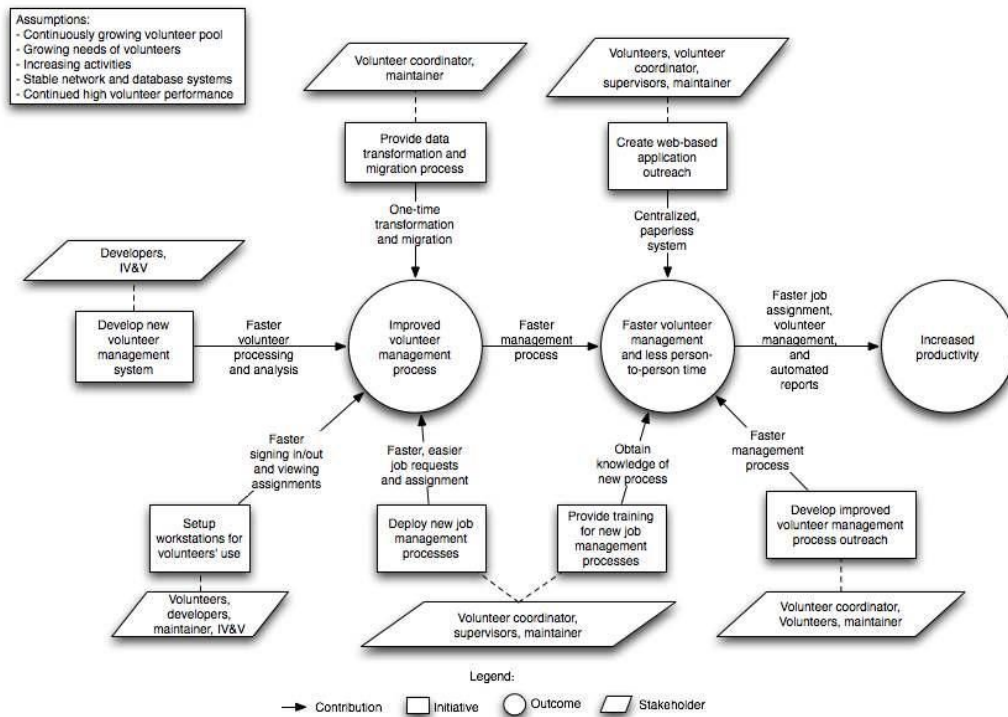 Assumptions:
- Continuously growing volunteer pool
- Growing needs of volunteers
- Increasing activities
- Stable network and database systems
- Continued high volunteer performance
Volunteer coordinator,
maintainer
Volunteers, volunteer
coordinator,
supervisors, maintainer
Provide data
transformation and
migration process
Create web-based
application
outreach
One-time
transformation
and migration
Centralized,
paperless
system
Developers,
IV&V
Develop new
volunteer
management
system
Faster
volunteer
processing
and analysis
Improved
volunteer
management
process
Faster
management
process
Faster volunteer
management
and less person-
to-person time
Faster job
assignment,
volunteer
management,
and
automated
reports
Increased
productivity
Faster
signing in/out
and viewing
assignments
Faster, easier
job requests
and assignment
Obtain
knowledge of
new process
Faster
management
process
Setup
workstations for
volunteers' use
Deploy new job
management
processes
Provide training
for new job
management
processes
Develop improved
volunteer management
process outreach
Volunteers,
developers,
maintainer, IV&V
Volunteer coordinator,
supervisors, maintainer
Volunteer coordinator,
Volunteers, maintainer
Legend:
Contribution
Initiative
Outcome
Stakeholder